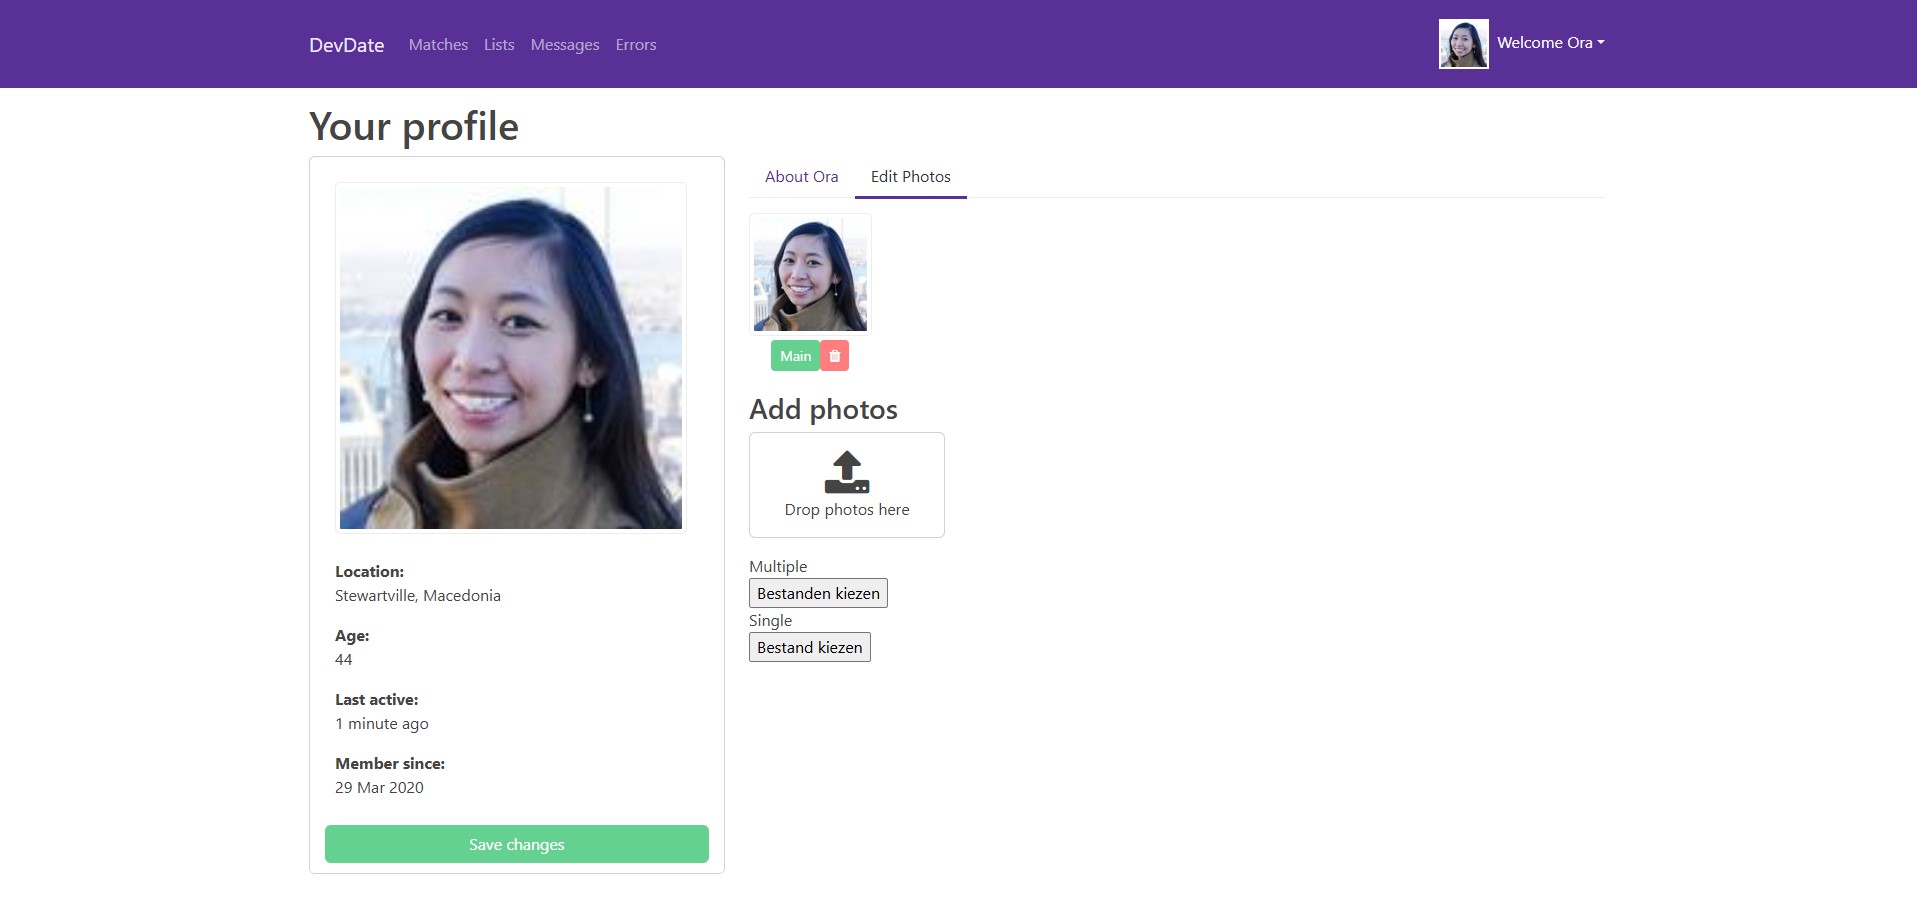 DevDate Matches Lists Messages Errors Welcome Ora
Your profile
About Ora Edit Photos
Main
Add photos
Drop photos here
Multiple
Bestanden kiezen
Single
Bestand kiezen
Location:
Stewartville, Macedonia
Age:
44
Last active:
1 minute ago
Member since:
29 Mar 2020
Save changes